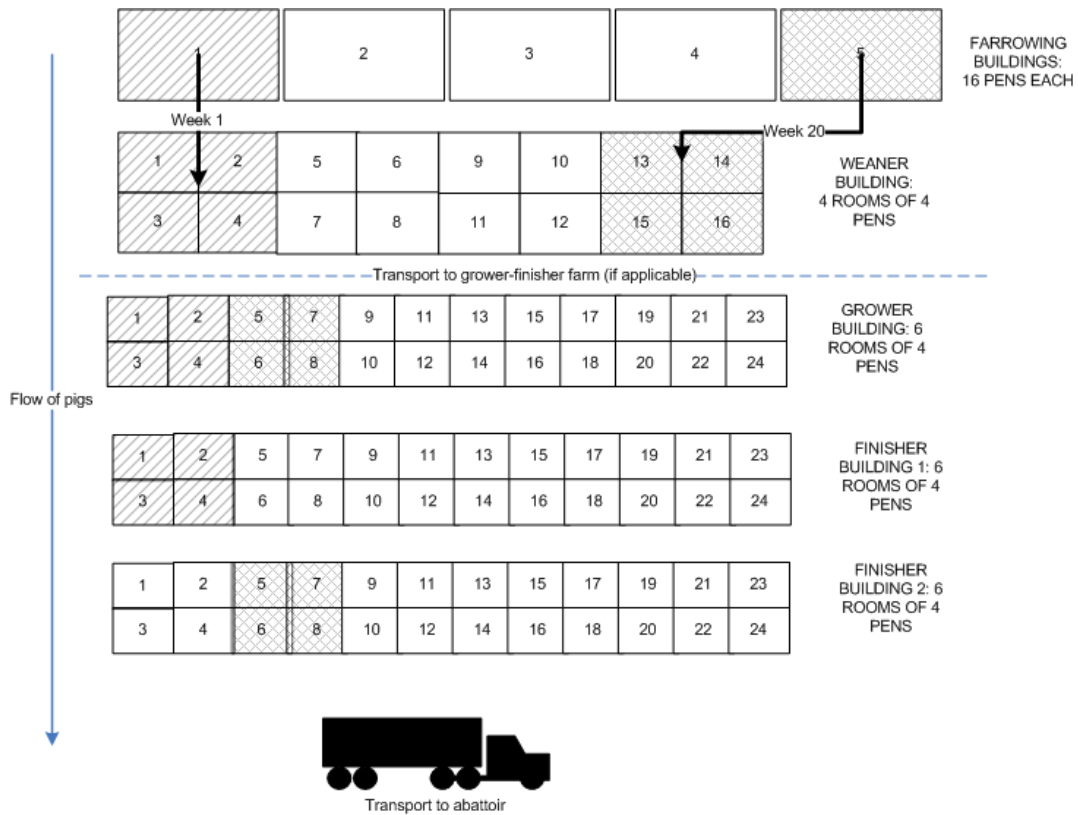 1 2 3 4 5
FARROWING
BUILDINGS:
16 PENS EACH
Week 1
Week 20
1 2 5 6 9 10 13 14
3 4 7 8 11 12 15 16
WEANER
BUILDING:
4 ROOMS OF 4
PENS
Transport to grower-finisher farm (if applicable)
1 2 5 7 9 11 13 15 17 19 21 23
3 4 6 8 10 12 14 16 18 20 22 24
GROWER
BUILDING: 6
ROOMS OF 4
PENS
Flow of pigs
1 2 5 7 9 11 13 15 17 19 21 23
3 4 6 8 10 12 14 16 18 20 22 24
FINISHER
BUILDING 1: 6
ROOMS OF 4
PENS
1 2 5 7 9 11 13 15 17 19 21 23
3 4 6 8 10 12 14 16 18 20 22 24
FINISHER
BUILDING 2: 6
ROOMS OF 4
PENS
Transport to abattoir